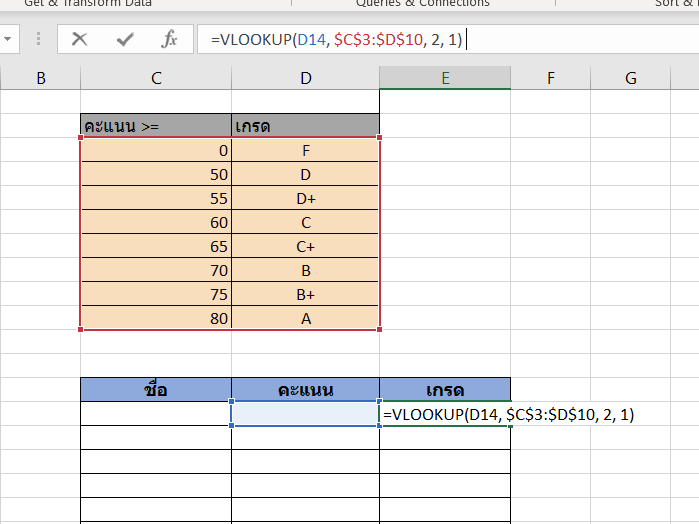 Get & Transform Data Queries & Connections
=VLOOKUP(D14, $C$3:$D$10, 2, 1)
B C D E F G
คะแนน >= เกรด
0 F
50 D
55 D+
60 C
65 C+
70 B
75 B+
80 A
ชื่อ คะแนน เกรด
=VLOOKUP(D14, $C$3:$D$10, 2, 1)